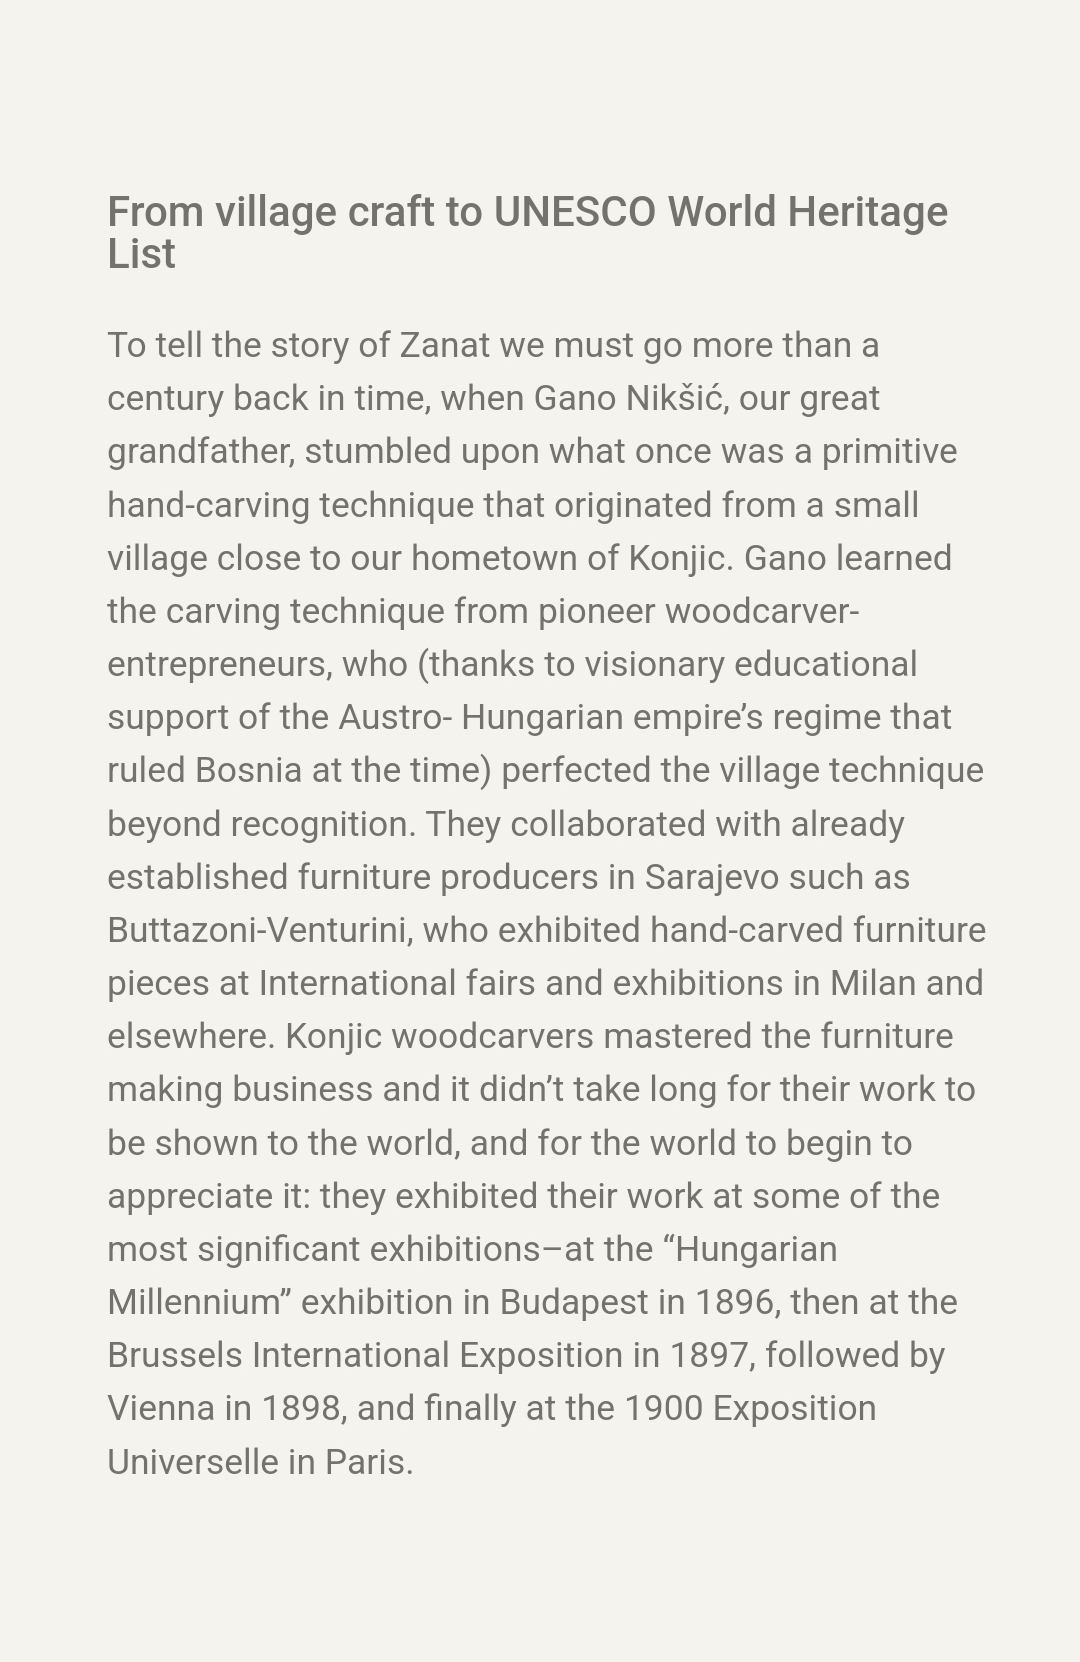 From village craft to UNESCO World Heritage
List
To tell the story of Zanat we must go more than a
century back in time, when Gano Nikšić, our great
grandfather, stumbled upon what once was a primitive
hand-carving technique that originated from a small
village close to our hometown of Konjic. Gano learned
the carving technique from pioneer woodcarver-
entrepreneurs, who (thanks to visionary educational
support of the Austro- Hungarian empire’s regime that
ruled Bosnia at the time) perfected the village technique
beyond recognition. They collaborated with already
established furniture producers in Sarajevo such as
Buttazoni-Venturini, who exhibited hand-carved furniture
pieces at International fairs and exhibitions in Milan and
elsewhere. Konjic woodcarvers mastered the furniture
making business and it didn’t take long for their work to
be shown to the world, and for the world to begin to
appreciate it: they exhibited their work at some of the
most significant exhibitions–at the “Hungarian
Millennium” exhibition in Budapest in 1896, then at the
Brussels International Exposition in 1897, followed by
Vienna in 1898, and finally at the 1900 Exposition
Universelle in Paris.